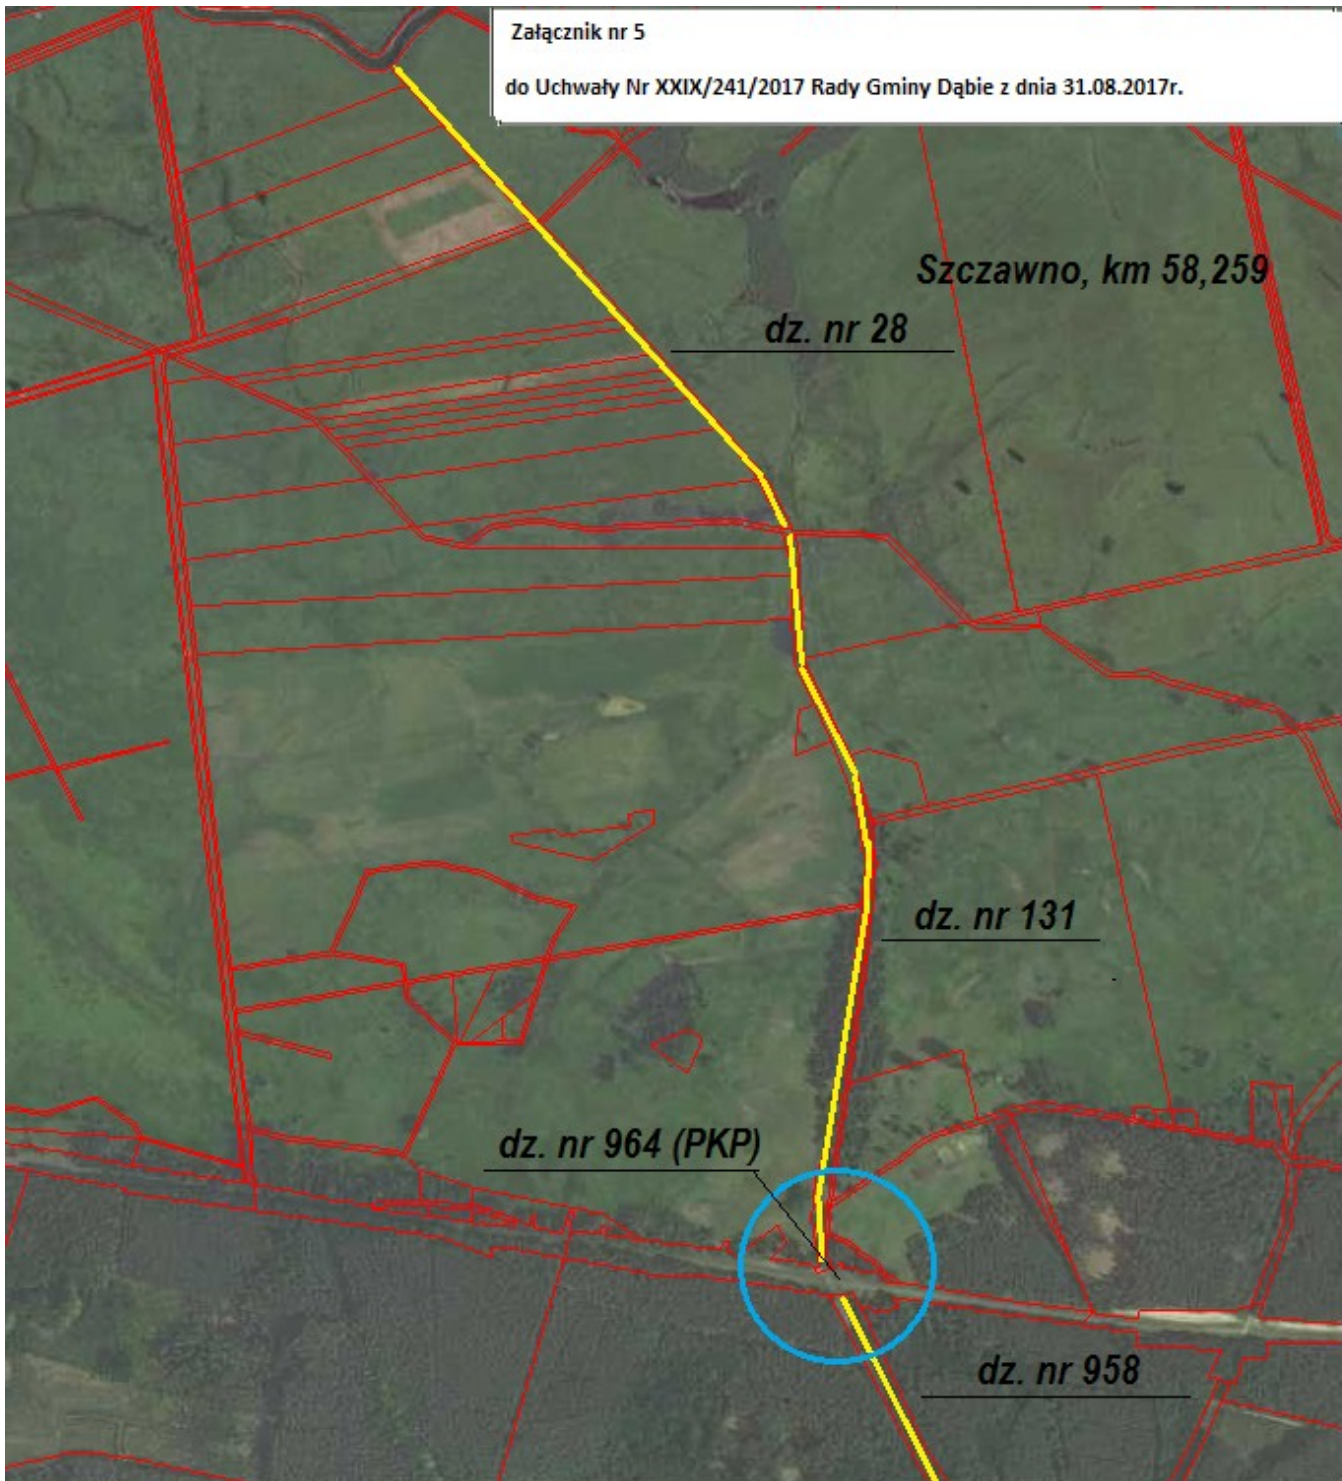 Załącznik nr 5
do Uchwały Nr XXIX/241/2017 Rady Gminy Dąbie z dnia 31.08.2017r.
Szczawno, km 58,259
dz. nr 28
dz. nr 131
dz. nr 964 (PKP)
dz. nr 958